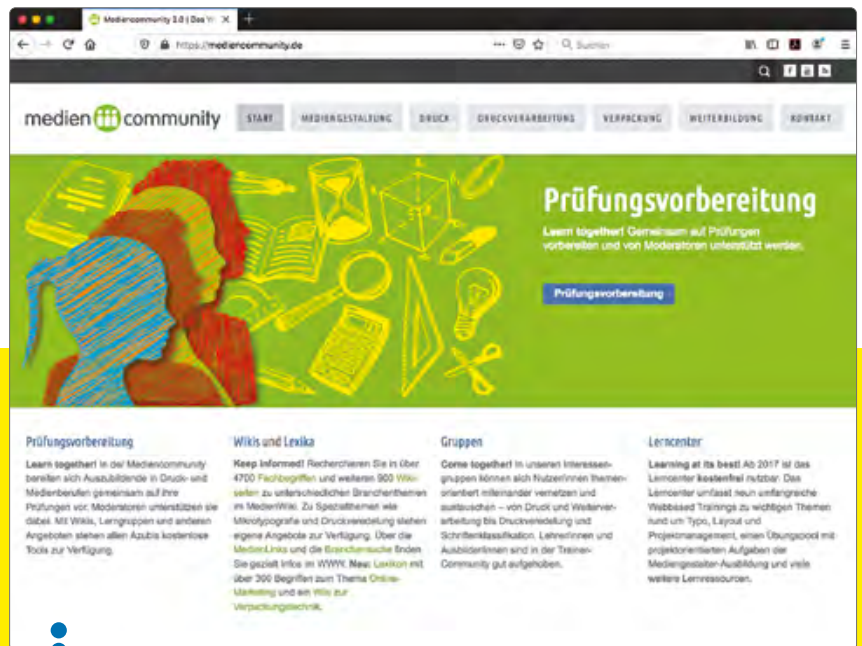 Mediencommunity 2.0 | Das W
https://mediencommunity.de
Suchen
mediencommunity
START
MEDIENGESTALTUNG
DRUCK
DRUCKVERARBEITUNG
VERPACKUNG
WEITERBILDUNG
KONTAKT
Prüfungsvorbereitung
Learn together! Gemeinsam auf Prüfungen
vorbereiten und von Moderatoren unterstützt werden.
Prüfungsvorbereitung
Prüfungsvorbereitung
Learn together! In der Mediencommunity
bereiten sich Auszubildende in Druck- und
Medienberufen gemeinsam auf ihre
Prüfungen vor. Moderatoren unterstützen sie
dabei. Mit Wikis, Lerngruppen und anderen
Angeboten stehen allen Azubis kostenlose
Tools zur Verfügung.
Wikis und Lexika
Keep informed! Recherchieren Sie in über
4700 Fachbegriffen und weiteren 900 Wiki-
seiten zu unterschiedlichen Branchenthemen
im MedienWiki. Zu Spezialthemen wie
Mikrotypografie und Druckveredelung stehen
eigene Angebote zur Verfügung. Über die
MedienLinks und die Branchensuche finden
Sie gezielt Infos im WWW. Neu: Lexikon mit
über 300 Begriffen zum Thema Online-
Marketing und ein Wiki zur
Verpackungstechnik.
Gruppen
Come together! In unseren Interessen-
gruppen können sich Nutzer/innen themen-
orientiert miteinander vernetzen und
austauschen – von Druck und Weiterver-
arbeitung bis Druckveredelung und
Schriftenklassifikation. Lehrer/innen und
Ausbilder/innen sind in der Trainer-
Community gut aufgehoben.
Lerncenter
Learning at its best! Ab 2017 ist das
Lerncenter kostenfrei nutzbar. Das
Lerncenter umfasst neun umfangreiche
Webbased Trainings zu wichtigen Themen
rund um Typo, Layout und
Projektmanagement, einen Übungspool mit
projektorientierten Aufgaben der
Mediengestalter-Ausbildung und viele
weitere Lernressourcen.